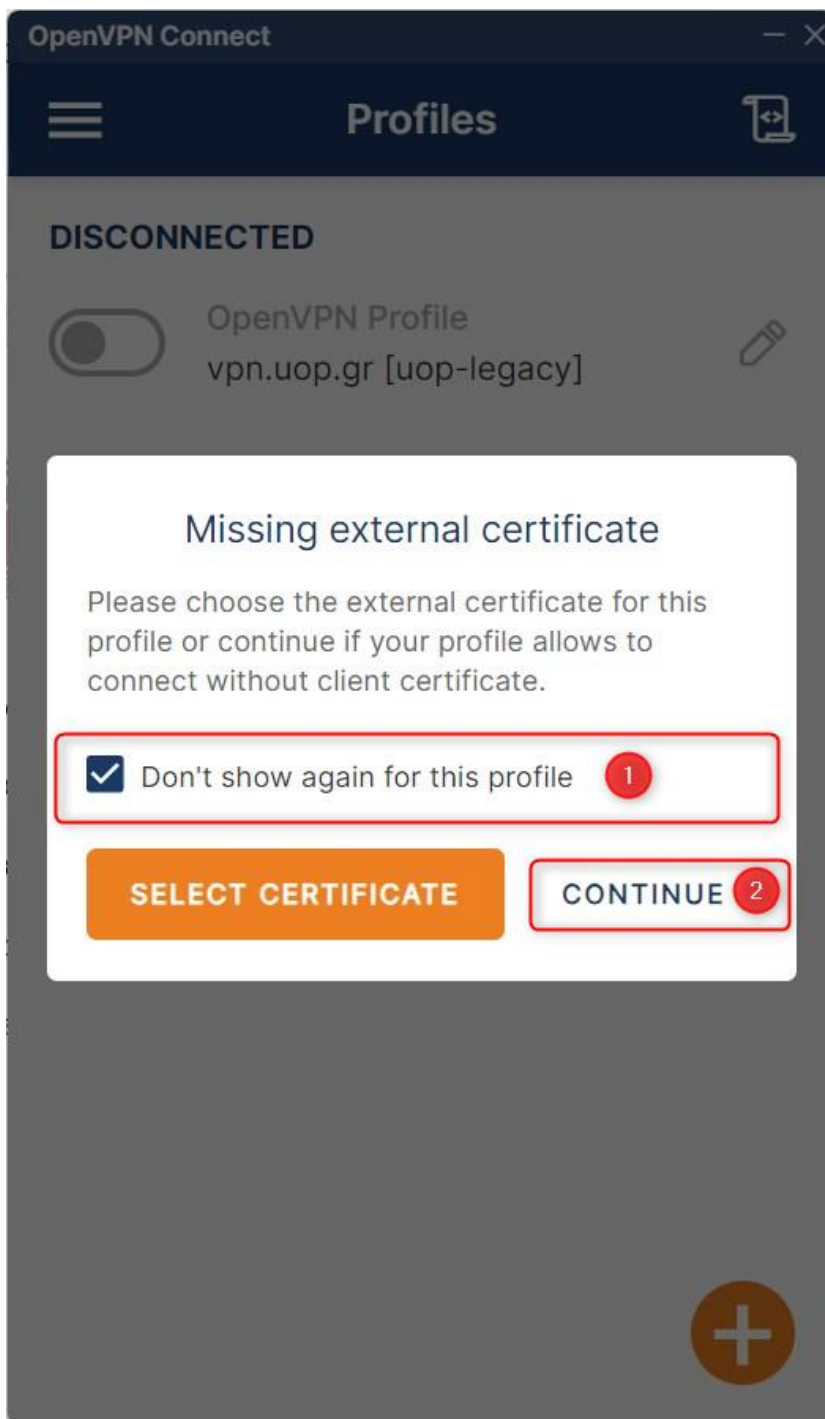 OpenVPN Connect
Profiles
DISCONNECTED
OpenVPN Profile
vpn.uop.gr [uop-legacy]
Missing external certificate
Please choose the external certificate for this
profile or continue if your profile allows to
connect without client certificate.
Don't show again for this profile 1
SELECT CERTIFICATE CONTINUE 2